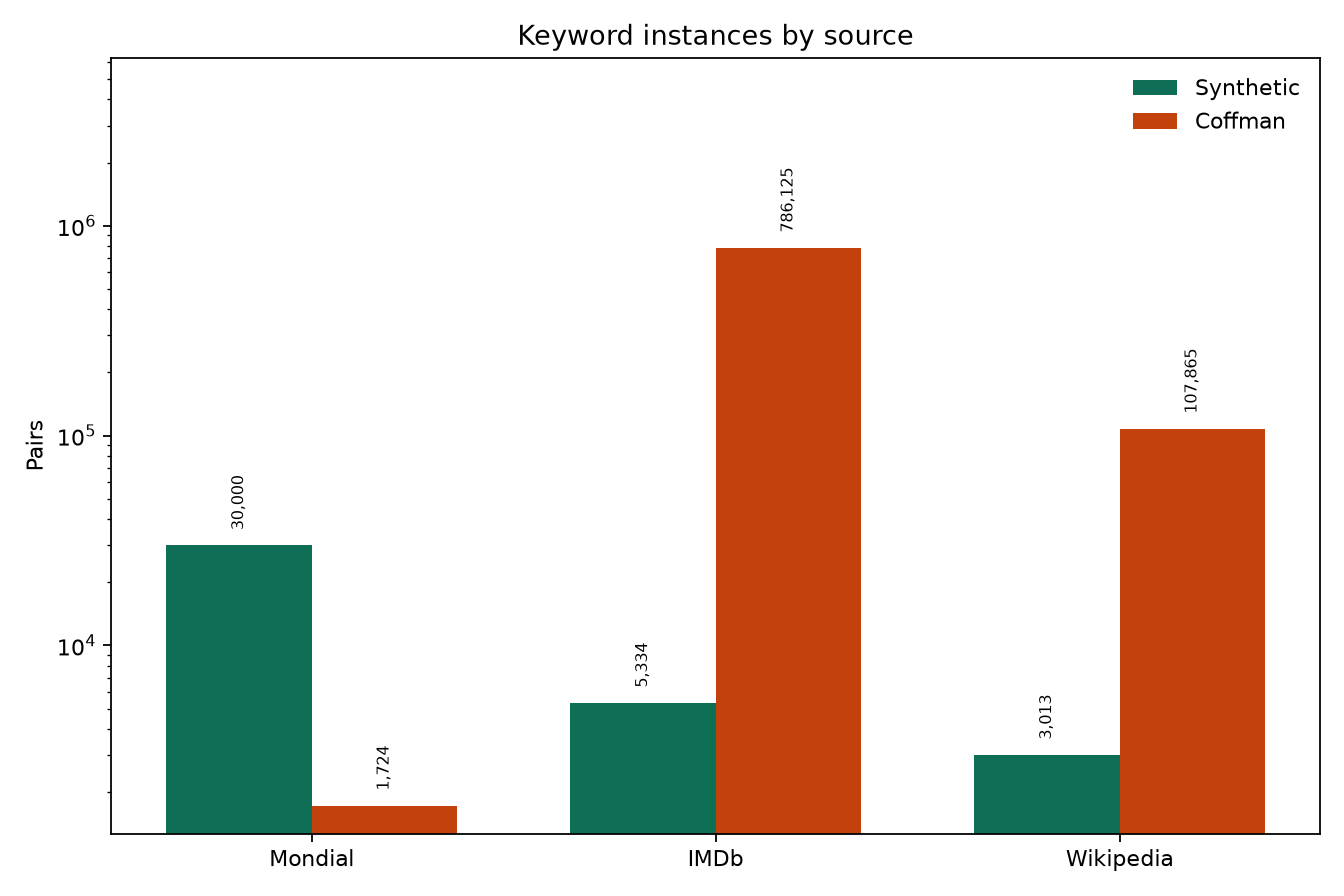 Keyword instances by source
Synthetic
Coffman
786,125
10^6
107,865
10^5
Pairs
30,000
10^4
5,334
3,013
1,724
Mondial
IMDb
Wikipedia